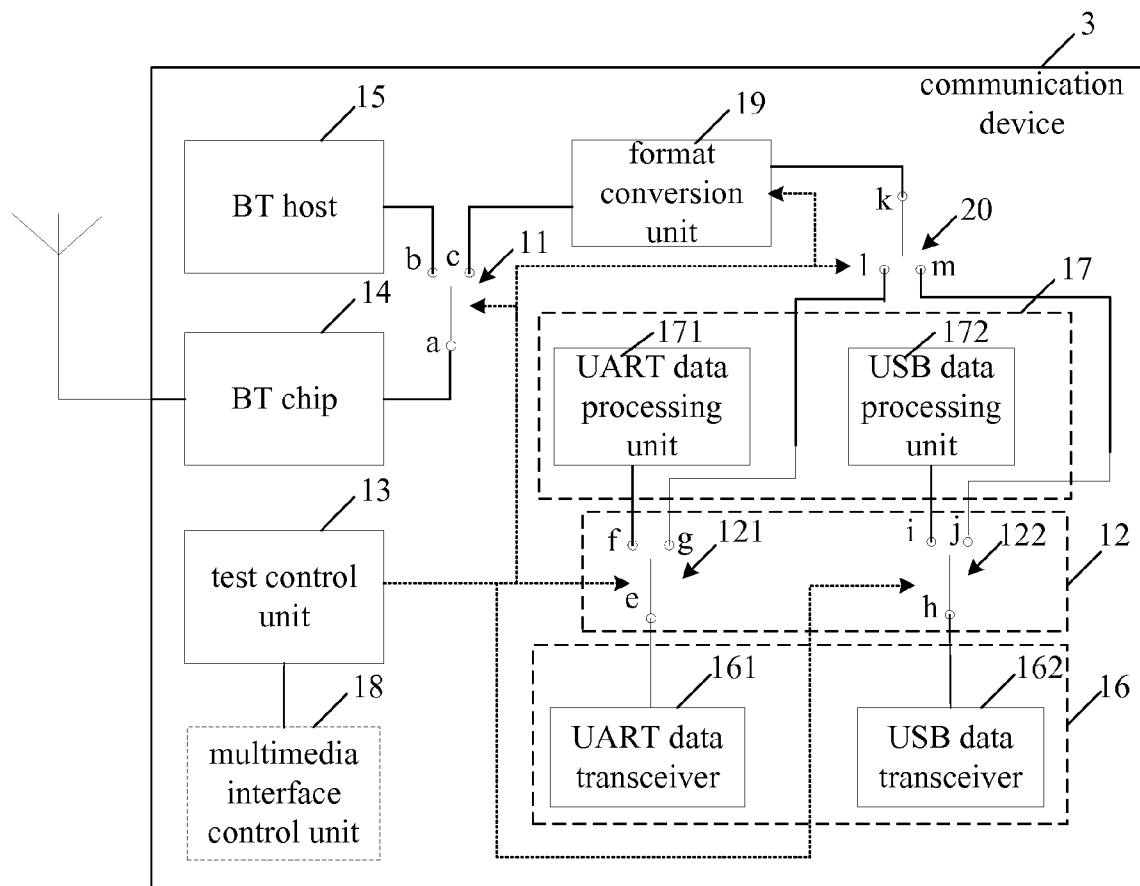 3
communication
device
15
BT host
19
format
conversion
unit
k
20
b
c
11
l
m
14
BT chip
a
17
171
UART data
processing
unit
172
USB data
processing
unit
13
test control
unit
f
g
121
e
i
j
122
h
12
18
multimedia
interface
control unit
161
UART data
transceiver
162
USB data
transceiver
16